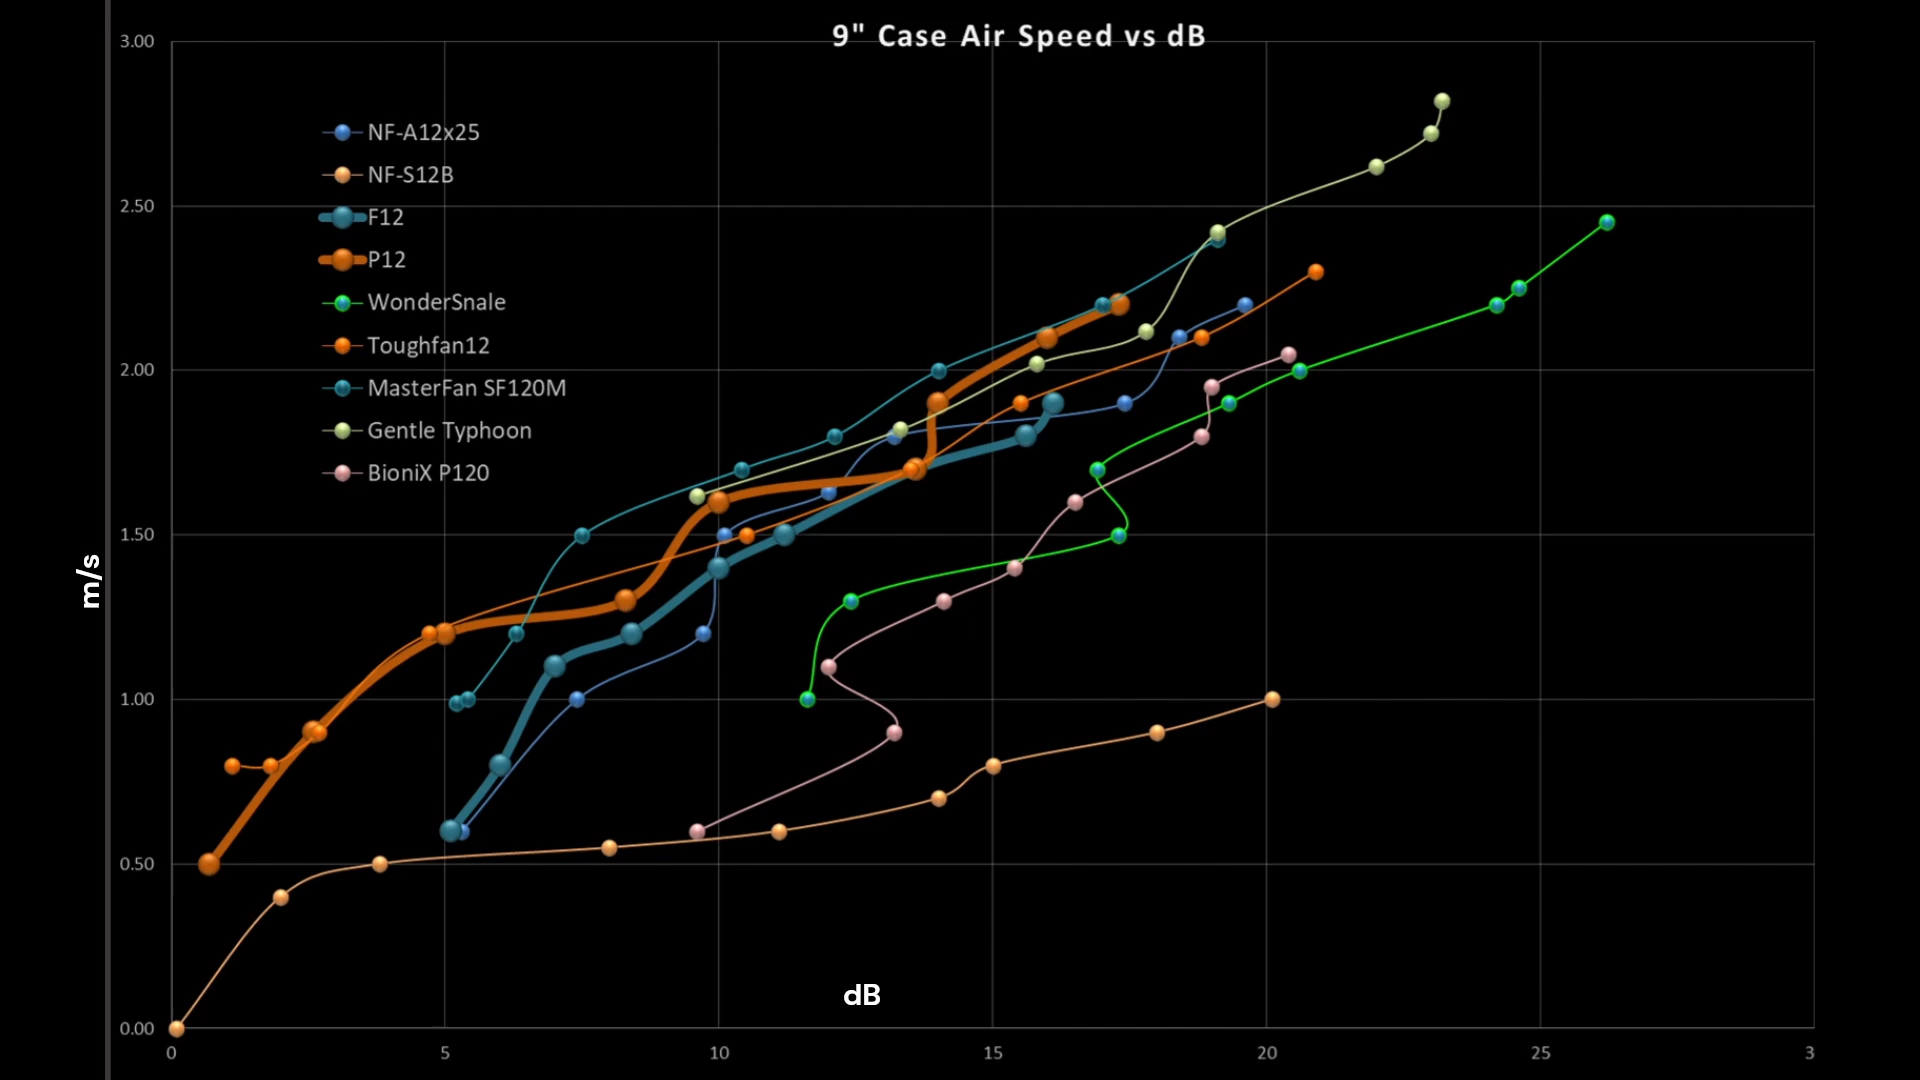 9" Case Air Speed vs dB
3.00
2.50
2.00
1.50
1.00
0.50
0.00
m/s
NF-A12x25
NF-S12B
F12
P12
WonderSnale
Toughfan12
MasterFan SF120M
Gentle Typhoon
BioniX P120
dB
0 5 10 15 20 25 3